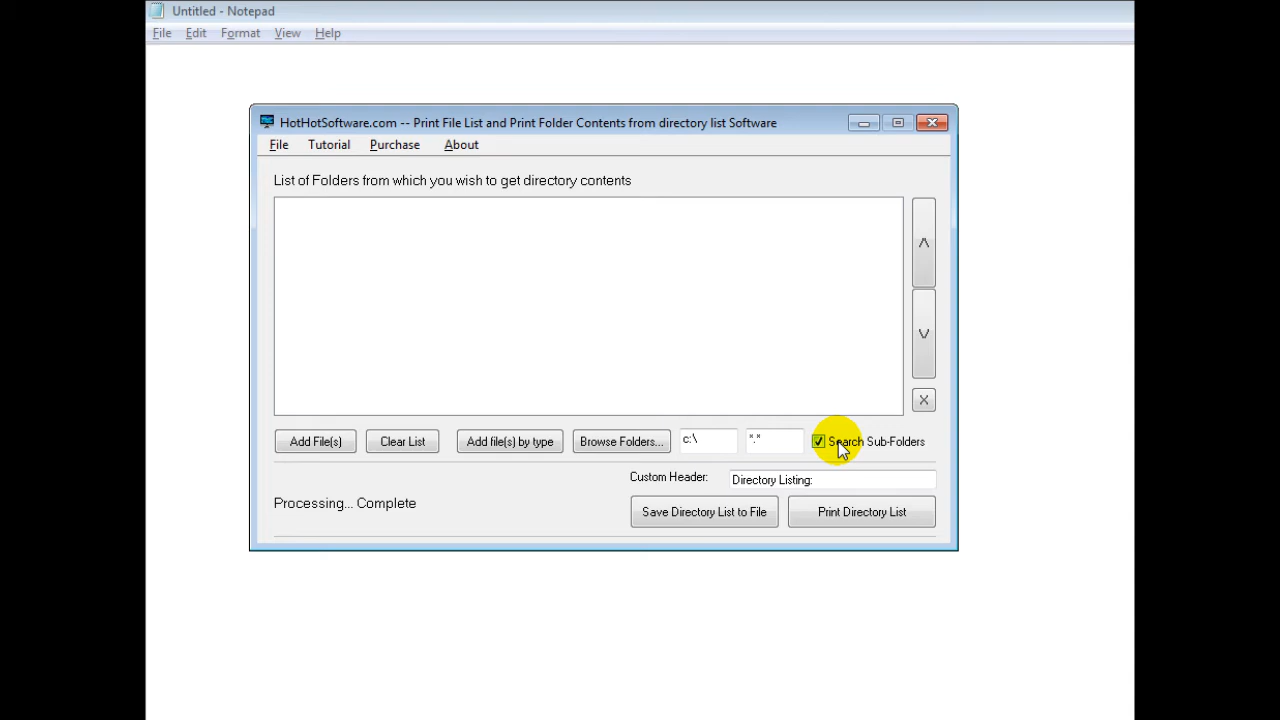 Untitled - Notepad
File Edit Format View Help
HotHotSoftware.com -- Print File List and Print Folder Contents from directory list Software
File Tutorial Purchase About
List of Folders from which you wish to get directory contents
Λ
V
X
Add File(s) Clear List Add file(s) by type Browse Folders... c:\ *.* Search Sub-Folders
Custom Header: Directory Listing:
Processing... Complete
Save Directory List to File Print Directory List